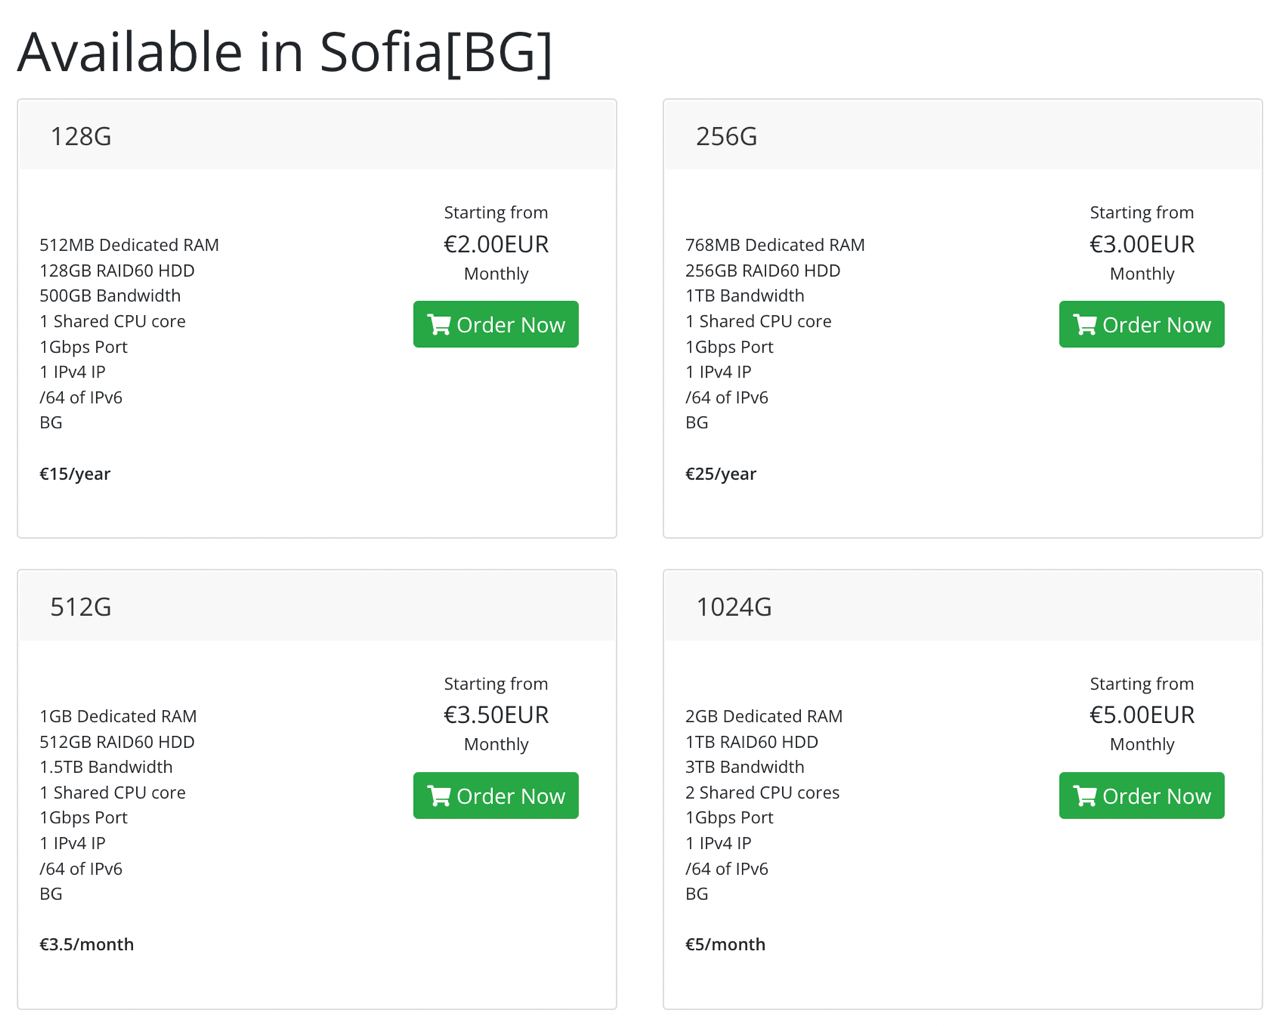 Available in Sofia[BG]
128G
512MB Dedicated RAM
128GB RAID60 HDD
500GB Bandwidth
1 Shared CPU core
1Gbps Port
1 IPv4 IP
/64 of IPv6
BG
€15/year
Starting from
€2.00EUR
Monthly
Order Now
256G
768MB Dedicated RAM
256GB RAID60 HDD
1TB Bandwidth
1 Shared CPU core
1Gbps Port
1 IPv4 IP
/64 of IPv6
BG
€25/year
Starting from
€3.00EUR
Monthly
Order Now
512G
1GB Dedicated RAM
512GB RAID60 HDD
1.5TB Bandwidth
1 Shared CPU core
1Gbps Port
1 IPv4 IP
/64 of IPv6
BG
€3.5/month
Starting from
€3.50EUR
Monthly
Order Now
1024G
2GB Dedicated RAM
1TB RAID60 HDD
3TB Bandwidth
2 Shared CPU cores
1Gbps Port
1 IPv4 IP
/64 of IPv6
BG
€5/month
Starting from
€5.00EUR
Monthly
Order Now